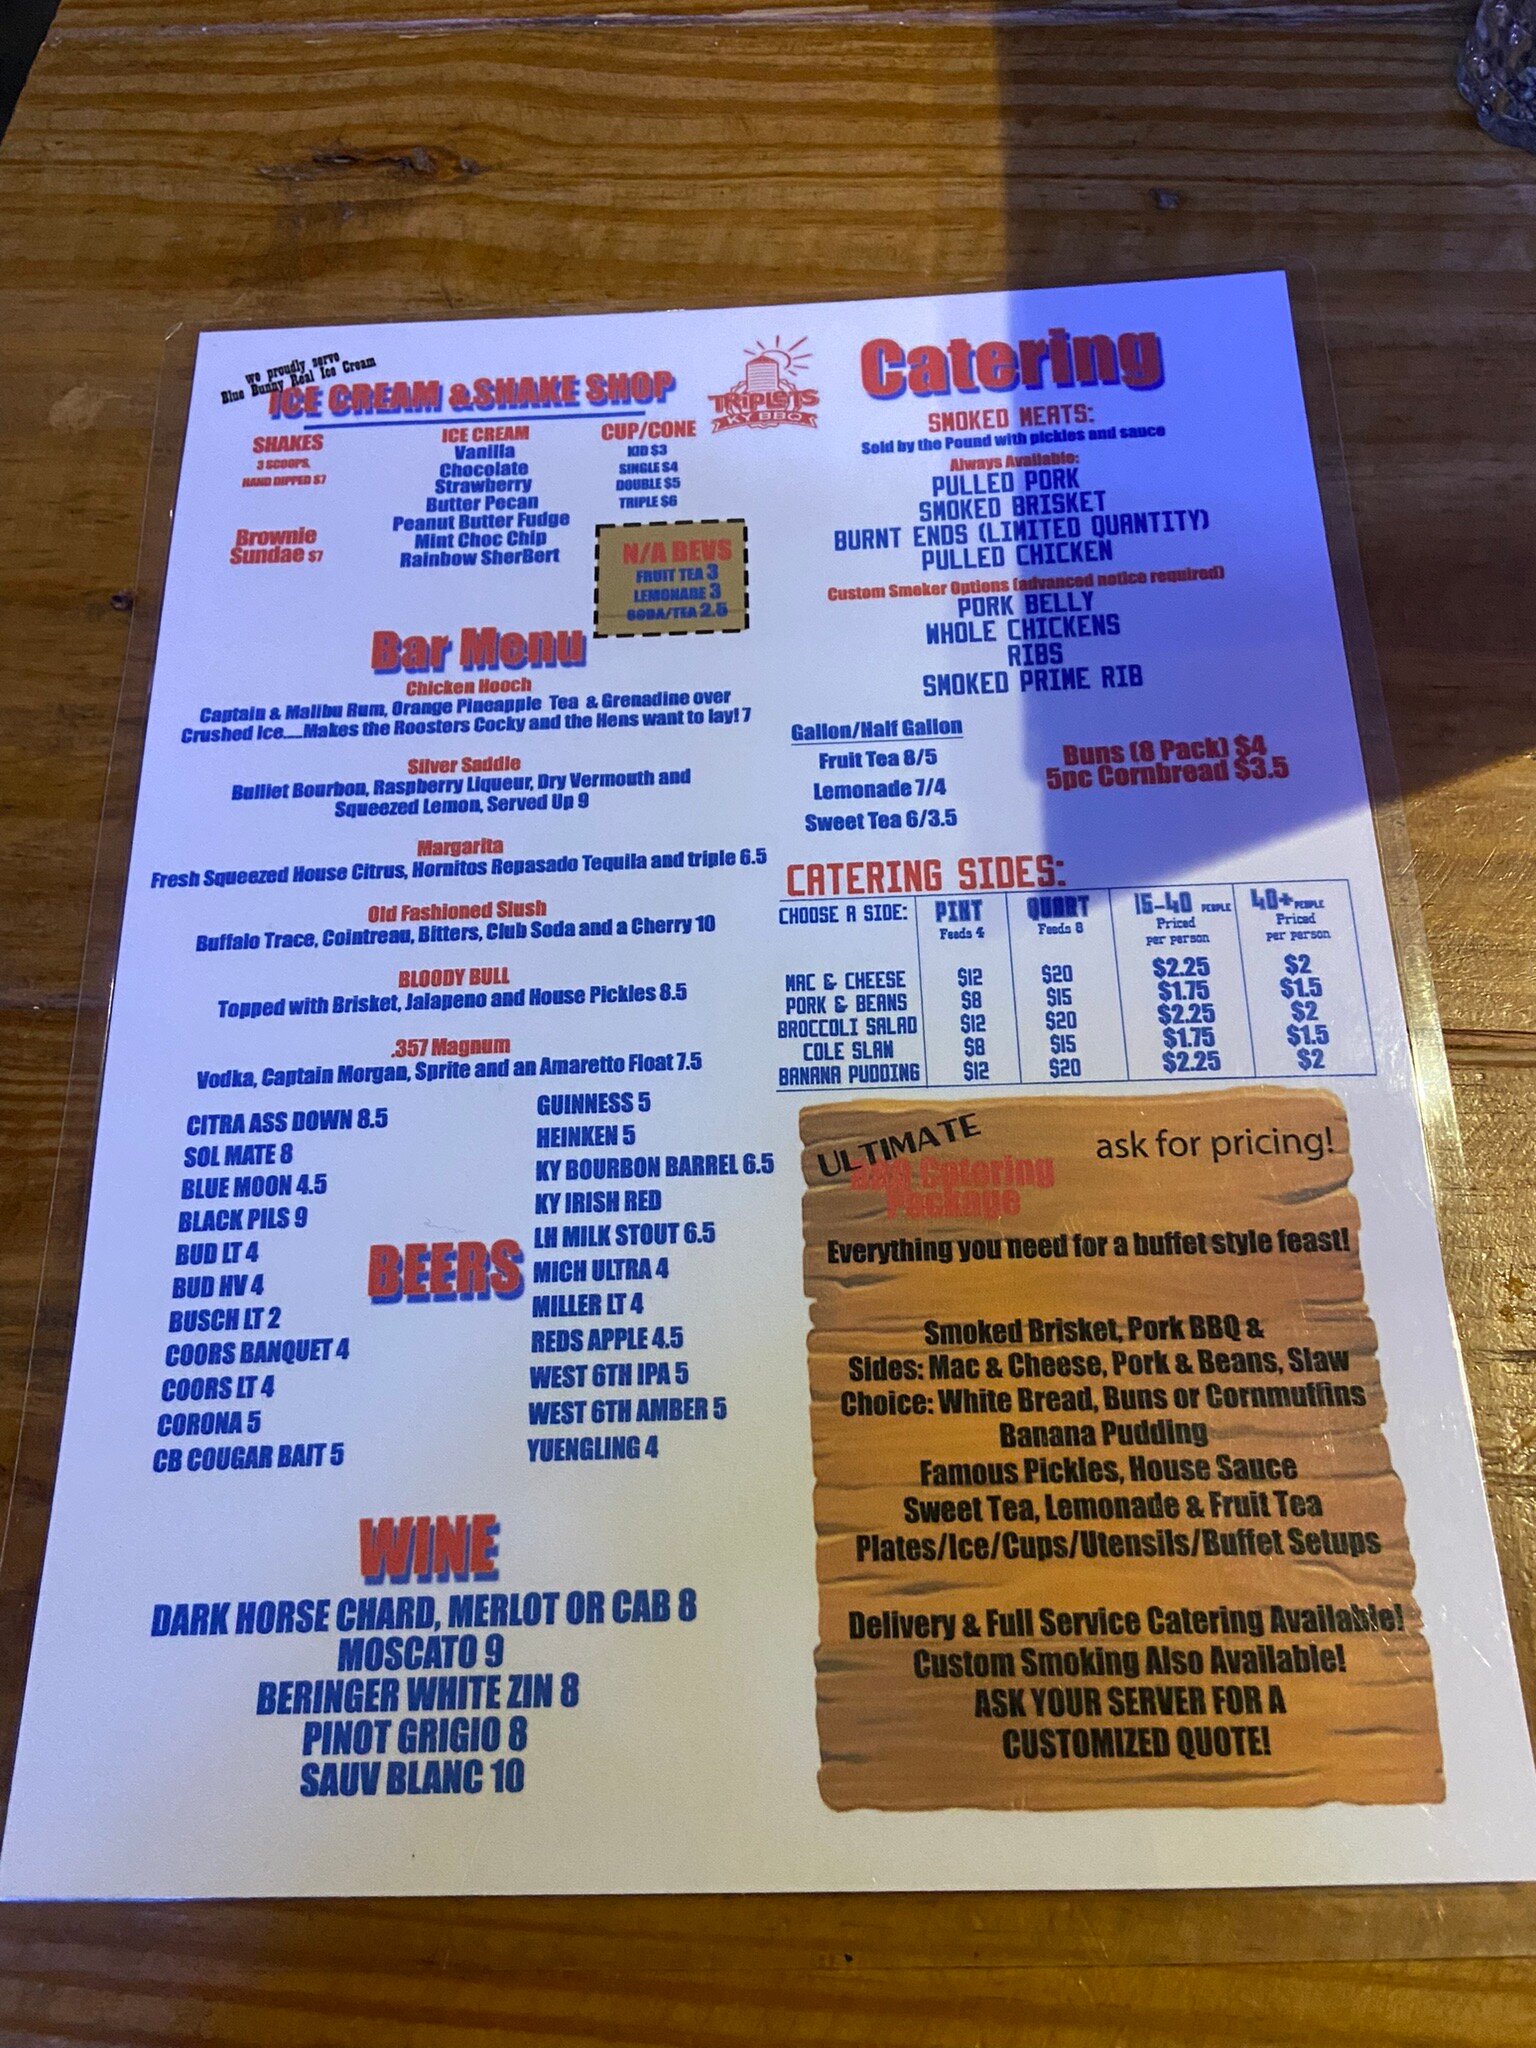 we proudly serve
Blue Bunny Real Ice Cream
ICE CREAM & SHAKE SHOP
SHAKES
3 SCOOPS,
HAND DIPPED $7
Brownie
Sundae $7
ICE CREAM
Vanilla
Chocolate
Strawberry
Butter Pecan
Peanut Butter Fudge
Mint Choc Chip
Rainbow SherBert
CUP/CONE
KID $3
SINGLE $4
DOUBLE $5
TRIPLE $6
N/A BEVS
FRUIT TEA 3
LEMONADE 3
SODA/TEA 2.5
TRIPLETS
KY BBQ
Bar Menu
Chicken Hooch
Captain & Malibu Rum, Orange Pineapple Tea & Grenadine over
Crushed Ice.....Makes the Roosters Cocky and the Hens want to lay! 7
Silver Saddle
Bulliet Bourbon, Raspberry Liqueur, Dry Vermouth and
Squeezed Lemon, Served Up 9
Margarita
Fresh Squeezed House Citrus, Hornitos Repasado Tequila and triple 6.5
Old Fashioned Slush
Buffalo Trace, Cointreau, Bitters, Club Soda and a Cherry 10
BLOODY BULL
Topped with Brisket, Jalapeno and House Pickles 8.5
.357 Magnum
Vodka, Captain Morgan, Sprite and an Amaretto Float 7.5
BEERS
CITRA ASS DOWN 8.5
SOL MATE 8
BLUE MOON 4.5
BLACK PILS 9
BUD LT 4
BUD HV 4
BUSCH LT 2
COORS BANQUET 4
COORS LT 4
CORONA 5
CB COUGAR BAIT 5
GUINNESS 5
HEINKEN 5
KY BOURBON BARREL 6.5
KY IRISH RED
LH MILK STOUT 6.5
MICH ULTRA 4
MILLER LT 4
REDS APPLE 4.5
WEST 6TH IPA 5
WEST 6TH AMBER 5
YUENGLING 4
WINE
DARK HORSE CHARD, MERLOT OR CAB 8
MOSCATO 9
BERINGER WHITE ZIN 8
PINOT GRIGIO 8
SAUV BLANC 10
Catering
SMOKED MEATS:
Sold by the Pound with pickles and sauce
Always Available:
PULLED PORK
SMOKED BRISKET
BURNT ENDS (LIMITED QUANTITY)
PULLED CHICKEN
Custom Smoker Options (advanced notice required)
PORK BELLY
WHOLE CHICKENS
RIBS
SMOKED PRIME RIB
Gallon/Half Gallon
Fruit Tea 8/5
Lemonade 7/4
Sweet Tea 6/3.5
Buns (8 Pack) $4
5pc Cornbread $3.5
CATERING SIDES:
CHOOSE A SIDE: PINT QUART 15-40 PEOPLE 40+ PEOPLE
Feeds 4 Feeds 8 Priced per person Priced per person
MAC & CHEESE $12 $20 $2.25 $2
PORK & BEANS $8 $15 $1.75 $1.5
BROCCOLI SALAD $12 $20 $2.25 $2
COLE SLAW $8 $15 $1.75 $1.5
BANANA PUDDING $12 $20 $2.25 $2
ULTIMATE
BBQ Catering
Package
ask for pricing!
Everything you need for a buffet style feast!
Smoked Brisket, Pork BBQ &
Sides: Mac & Cheese, Pork & Beans, Slaw
Choice: White Bread, Buns or Cornmuffins
Banana Pudding
Famous Pickles, House Sauce
Sweet Tea, Lemonade & Fruit Tea
Plates/Ice/Cups/Utensils/Buffet Setups
Delivery & Full Service Catering Available!
Custom Smoking Also Available!
ASK YOUR SERVER FOR A
CUSTOMIZED QUOTE!